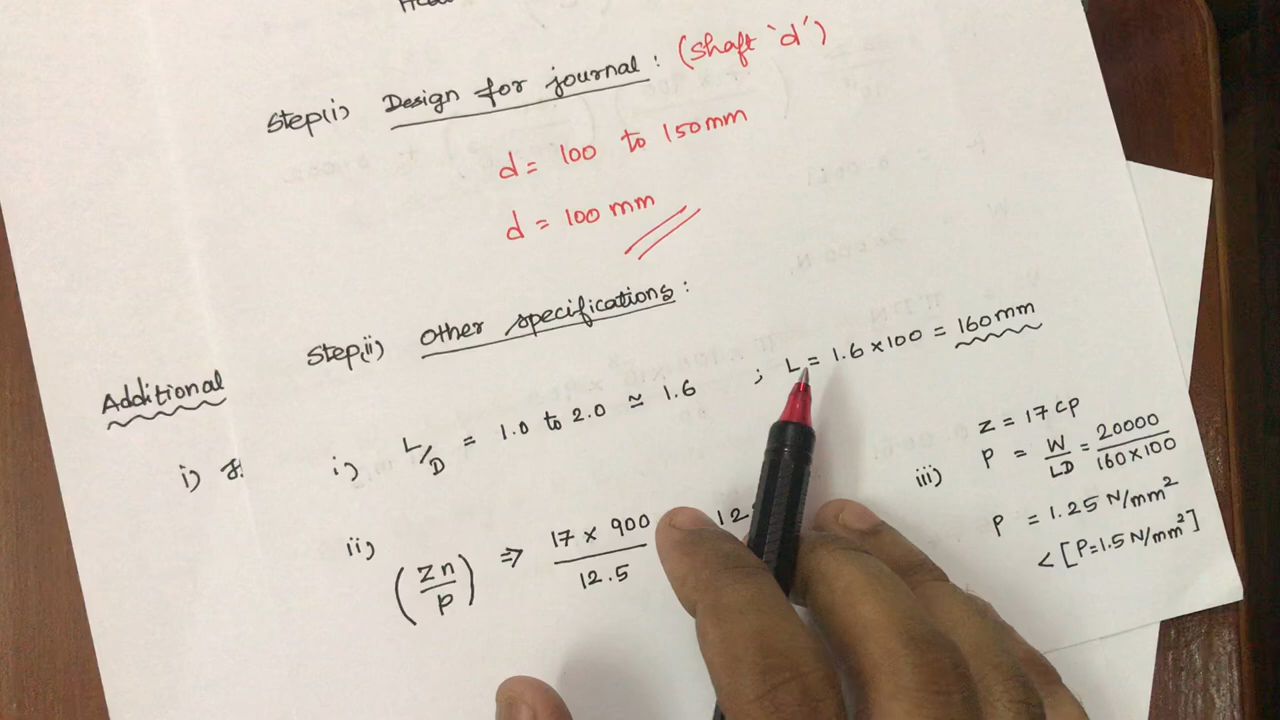 Step(i) Design for journal : (Shaft 'd')
d = 100 to 150mm
d = 100 mm
Step(ii) Other specifications :
Additional
i)
i) L/D = 1.0 to 2.0 ≃ 1.6 ; L = 1.6 × 100 = 160mm
ii) (Zn/p) ⇒ 17 × 900 / 12.5 12
Z = 17 CP
iii) P = W/LD = 20000/160×100
P = 1.25 N/mm²
< [P=1.5 N/mm²]